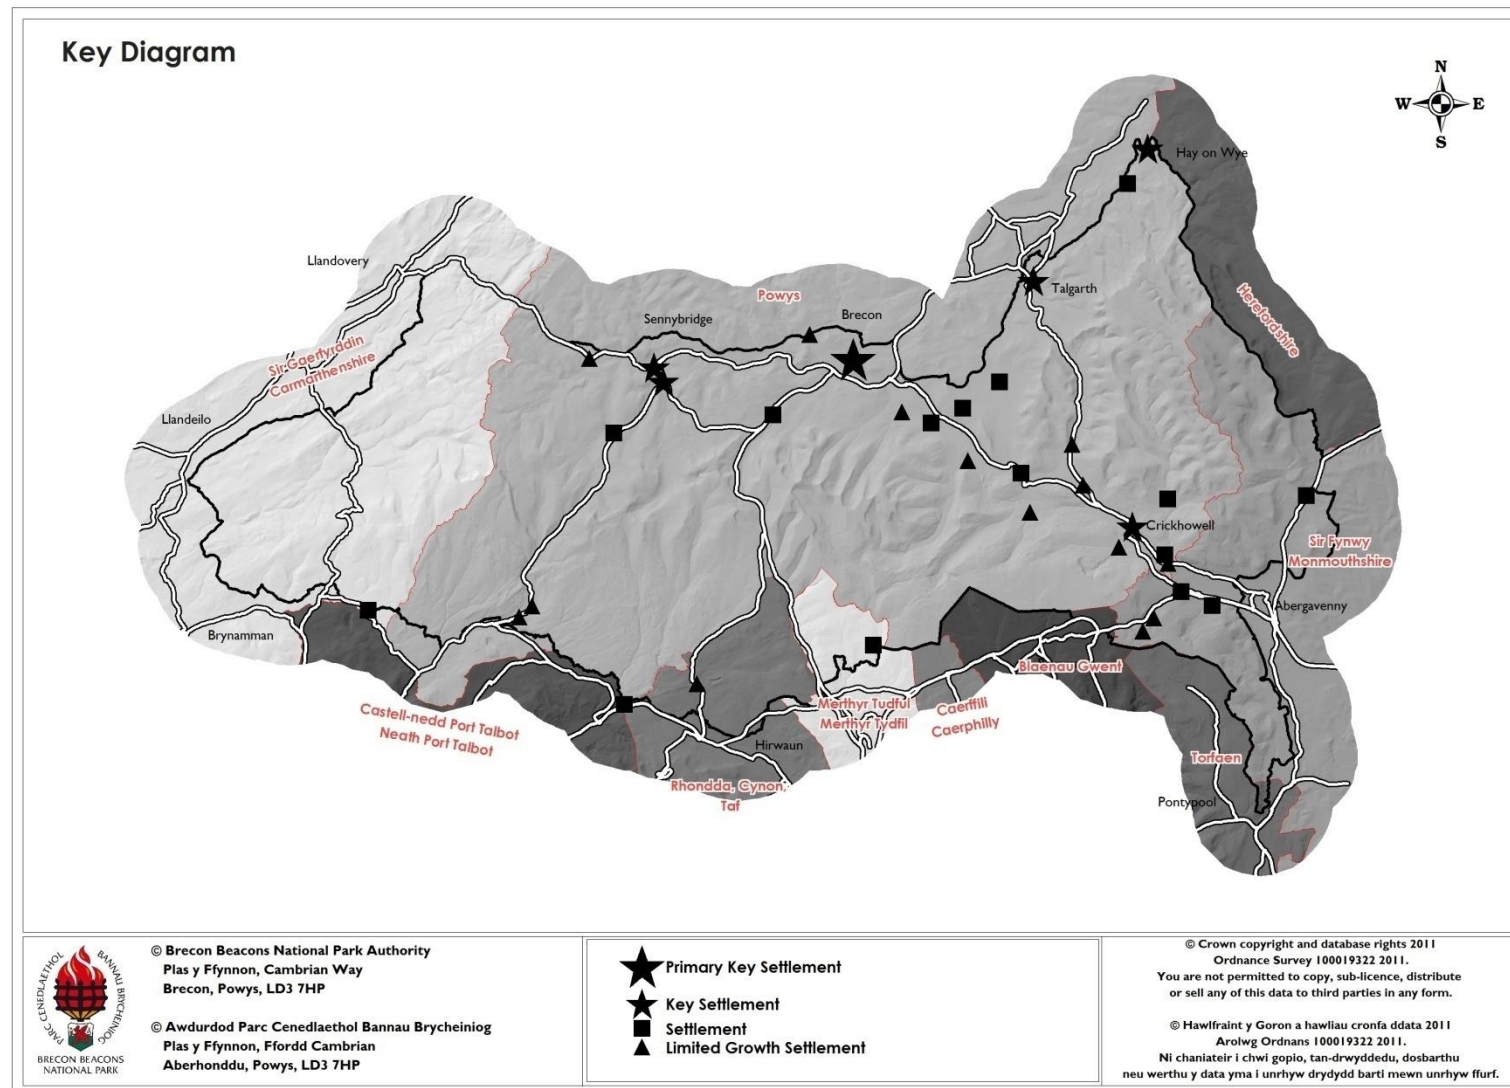 Key Diagram
N
W E
S
Hay on Wye
Llandovery
Talgarth
Powys
Herefordshire
Sennybridge
Brecon
Sir Gaerfyrddin
Carmarthenshire
Llandeilo
Crickhowell
Sir Fynwy
Monmouthshire
Abergavenny
Brynamman
Blaenau Gwent
Merthyr Tudful
Merthyr Tydfil
Caerffili
Caerphilly
Castell-nedd Port Talbot
Neath Port Talbot
Hirwaun
Torfaen
Rhondda, Cynon,
Taf
Pontypool
PARC CENEDLAETHOL
BANNAU BRYCHEINIOG
BRECON BEACONS
NATIONAL PARK
© Brecon Beacons National Park Authority
Plas y Ffynnon, Cambrian Way
Brecon, Powys, LD3 7HP
© Awdurdod Parc Cenedlaethol Bannau Brycheiniog
Plas y Ffynnon, Ffordd Cambrian
Aberhonddu, Powys, LD3 7HP
Primary Key Settlement
Key Settlement
Settlement
Limited Growth Settlement
© Crown copyright and database rights 2011
Ordnance Survey 100019322 2011.
You are not permitted to copy, sub-licence, distribute
or sell any of this data to third parties in any form.
© Hawlfraint y Goron a hawliau cronfa ddata 2011
Arolwg Ordnans 100019322 2011.
Ni chaniateir i chwi gopio, tan-drwyddedu, dosbarthu
neu werthu y data yma i unrhyw drydydd barti mewn unrhyw ffurf.